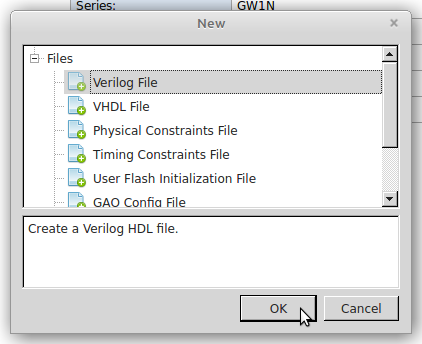 Series: GW1N
New
Files
Verilog File
VHDL File
Physical Constraints File
Timing Constraints File
User Flash Initialization File
GAO Config File
Create a Verilog HDL file.
OK Cancel